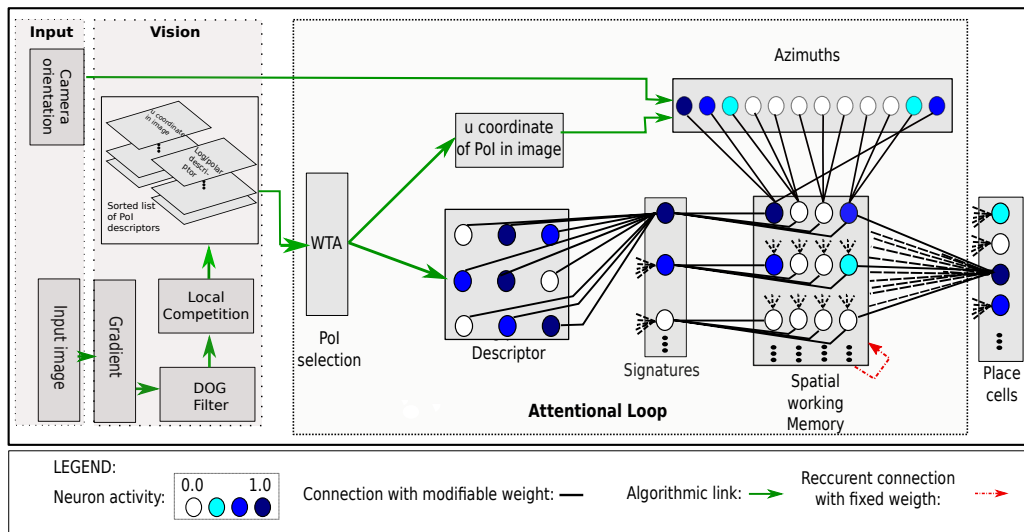 Input
Vision
Camera
orientation
u coordinate
in image
Log/polar
descri-
ptor
Sorted list
of PoI
descriptors
Input image
Gradient
Local
Competition
DOG
Filter
WTA
PoI
selection
u coordinate
of PoI in image
Azimuths
Descriptor
Signatures
Spatial
working
Memory
Place
cells
Attentional Loop
LEGEND:
Neuron activity:
0.0
1.0
Connection with modifiable weight:
Algorithmic link:
Reccurent connection
with fixed weigth: